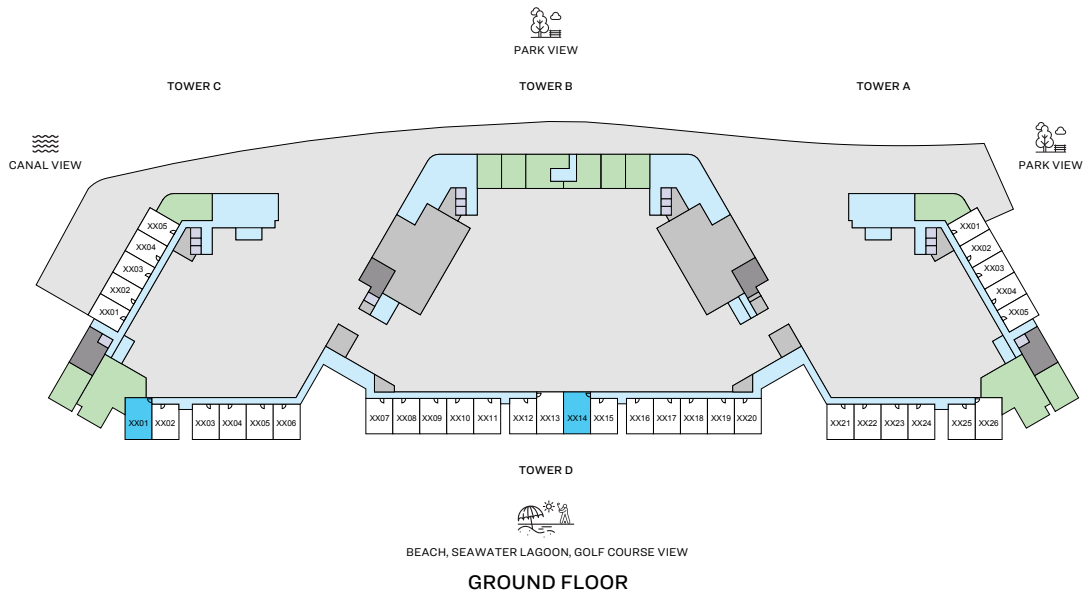 PARK VIEW
TOWER C
TOWER B
TOWER A
CANAL VIEW
PARK VIEW
XX05
XX04
XX03
XX02
XX01
XX01
XX02
XX03
XX04
XX05
XX01
XX02
XX03
XX04
XX05
XX06
XX07
XX08
XX09
XX10
XX11
XX12
XX13
XX14
XX15
XX16
XX17
XX18
XX19
XX20
XX21
XX22
XX23
XX24
XX25
XX26
TOWER D
BEACH, SEAWATER LAGOON, GOLF COURSE VIEW
GROUND FLOOR